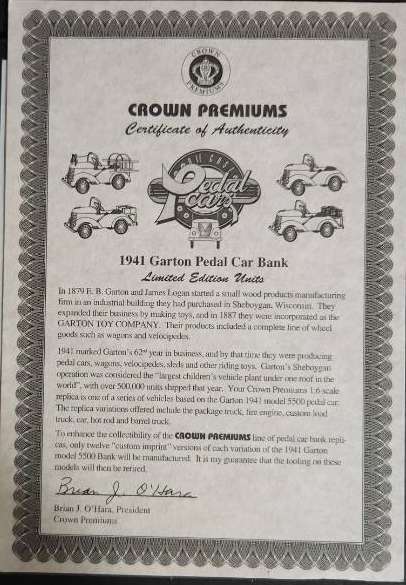 CROWN
PREMIUMS
CROWN PREMIUMS
Certificate of Authenticity
Pedal
Cars
1941 Garton Pedal Car Bank
Limited Edition Units
In 1879 E. B. Garton and James Logan started a small wood products manufacturing
firm in an industrial building they had purchased in Sheboygan, Wisconsin. They
expanded their business by making toys, and in 1887 they were incorporated as the
GARTON TOY COMPANY. Their products included a complete line of wheel
goods such as wagons and velocipedes.
1941 marked Garton's 62nd year in business, and by that time they were producing
pedal cars, wagons, velocipedes, sleds and other riding toys. Garton's Sheboygan
operation was considered the "largest children's vehicle plant under one roof in the
world", with over 500,000 units shipped that year. Your Crown Premiums 1:6 scale
replica is one of a series of vehicles based on the Garton 1941 model 5500 pedal car.
The replica variations offered include the package truck, fire engine, custom food
truck, car, hot rod and barrel truck.
To enhance the collectibility of the CROWN PREMIUMS line of pedal car bank repli-
cas, only twelve "custom imprint" versions of each variation of the 1941 Garton
model 5500 Bank will be manufactured. It is my guarantee that the tooling on these
models will then be retired.
Brian J. O'Hara
Brian J. O'Hara, President
Crown Premiums